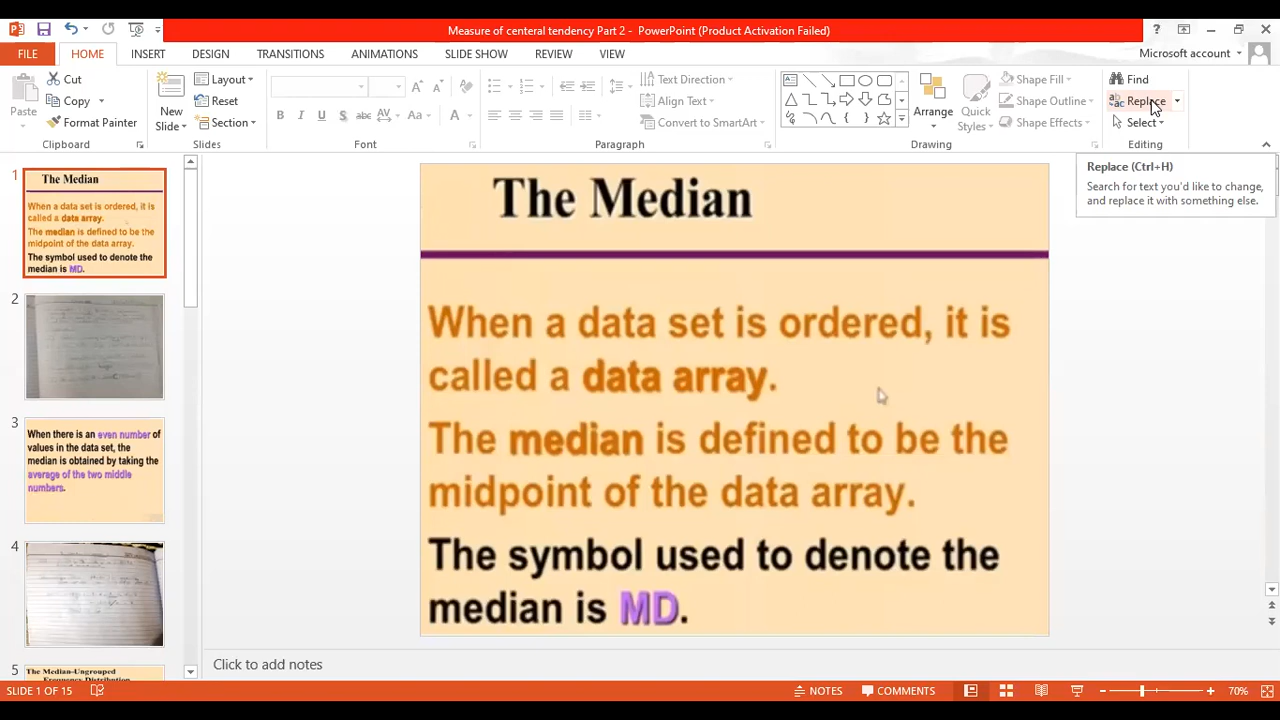 Measure of centeral tendency Part 2 - PowerPoint (Product Activation Failed)
FILE HOME INSERT DESIGN TRANSITIONS ANIMATIONS SLIDE SHOW REVIEW VIEW Microsoft account
Paste
Cut
Copy
Format Painter
Clipboard
New Slide
Layout
Reset
Section
Slides
Font
Text Direction
Align Text
Convert to SmartArt
Paragraph
Arrange
Quick Styles
Shape Fill
Shape Outline
Shape Effects
Drawing
Find
Replace
Select
Editing
Replace (Ctrl+H)
Search for text you'd like to change,
and replace it with something else.
1
The Median
When a data set is ordered, it is
called a data array.
The median is defined to be the
midpoint of the data array.
The symbol used to denote the
median is MD.
2
3
When there is an even number of
values in the data set, the
median is obtained by taking the
average of the two middle
numbers.
4
5
The Median-Ungrouped
Frequency Distribution
The Median
When a data set is ordered, it is
called a data array.
The median is defined to be the
midpoint of the data array.
The symbol used to denote the
median is MD.
Click to add notes
SLIDE 1 OF 15 NOTES COMMENTS 70%